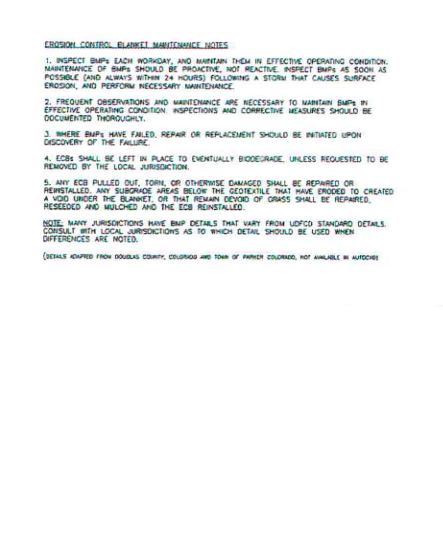 EROSION CONTROL BLANKET MAINTENANCE NOTES
1. INSPECT BMPs EACH WORKDAY, AND MAINTAIN THEM IN EFFECTIVE OPERATING CONDITION.
MAINTENANCE OF BMPs SHOULD BE PROACTIVE, NOT REACTIVE. INSPECT BMPs AS SOON AS
POSSIBLE (AND ALWAYS WITHIN 24 HOURS) FOLLOWING A STORM THAT CAUSES SURFACE
EROSION, AND PERFORM NECESSARY MAINTENANCE.
2. FREQUENT OBSERVATIONS AND MAINTENANCE ARE NECESSARY TO MAINTAIN BMPs IN
EFFECTIVE OPERATING CONDITION. INSPECTIONS AND CORRECTIVE MEASURES SHOULD BE
DOCUMENTED THOROUGHLY.
3. WHERE BMPs HAVE FAILED, REPAIR OR REPLACEMENT SHOULD BE INITIATED UPON
DISCOVERY OF THE FAILURE.
4. ECBs SHALL BE LEFT IN PLACE TO EVENTUALLY BIODEGRADE, UNLESS REQUESTED TO BE
REMOVED BY THE LOCAL JURISDICTION.
5. ANY ECB PULLED OUT, TORN, OR OTHERWISE DAMAGED SHALL BE REPAIRED OR
REINSTALLED. ANY SUBGRADE AREAS BELOW THE GEOTEXTILE THAT HAVE ERODED TO CREATED
A VOID UNDER THE BLANKET, OR THAT REMAIN DEVOID OF GRASS SHALL BE REPAIRED,
RESEEDED AND MULCHED AND THE ECB REINSTALLED.
NOTE: MANY JURISDICTIONS HAVE BMP DETAILS THAT VARY FROM UDFCD STANDARD DETAILS.
CONSULT WITH LOCAL JURISDICTIONS AS TO WHICH DETAIL SHOULD BE USED WHEN
DIFFERENCES ARE NOTED.
(DETAILS ADAPTED FROM DOUGLAS COUNTY, COLORADO AND TOWN OF PARKER COLORADO, NOT AVAILABLE IN AUTOCAD)